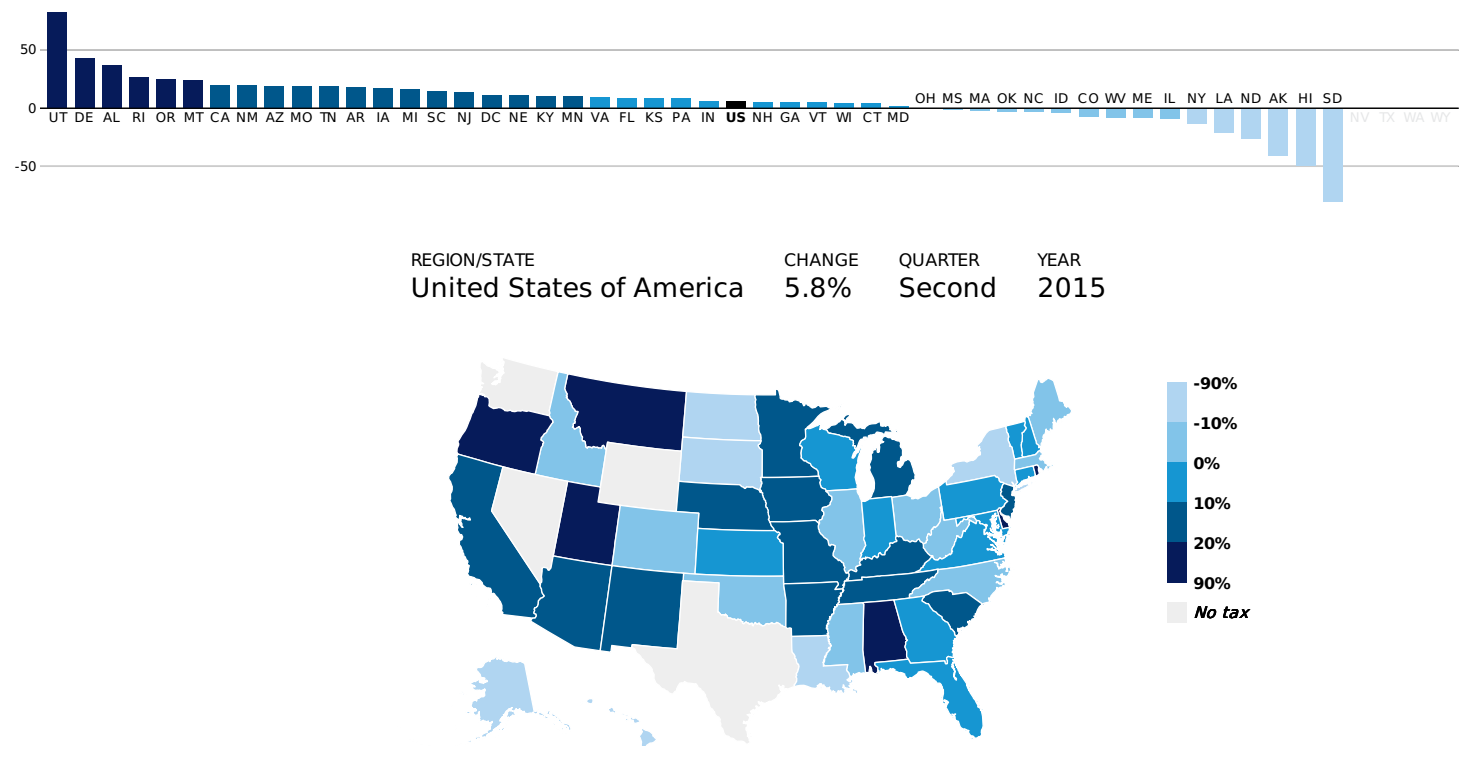 50
0
-50
OH MS MA OK NC ID CO WV ME IL NY LA ND AK HI SD
UT DE AL RI OR MT CA NM AZ MO TN AR IA MI SC NJ DC NE KY MN VA FL KS PA IN US NH GA VT WI CT MD NV TX WA WY
REGION/STATE CHANGE QUARTER YEAR
United States of America 5.8% Second 2015
-90%
-10%
0%
10%
20%
90%
No tax